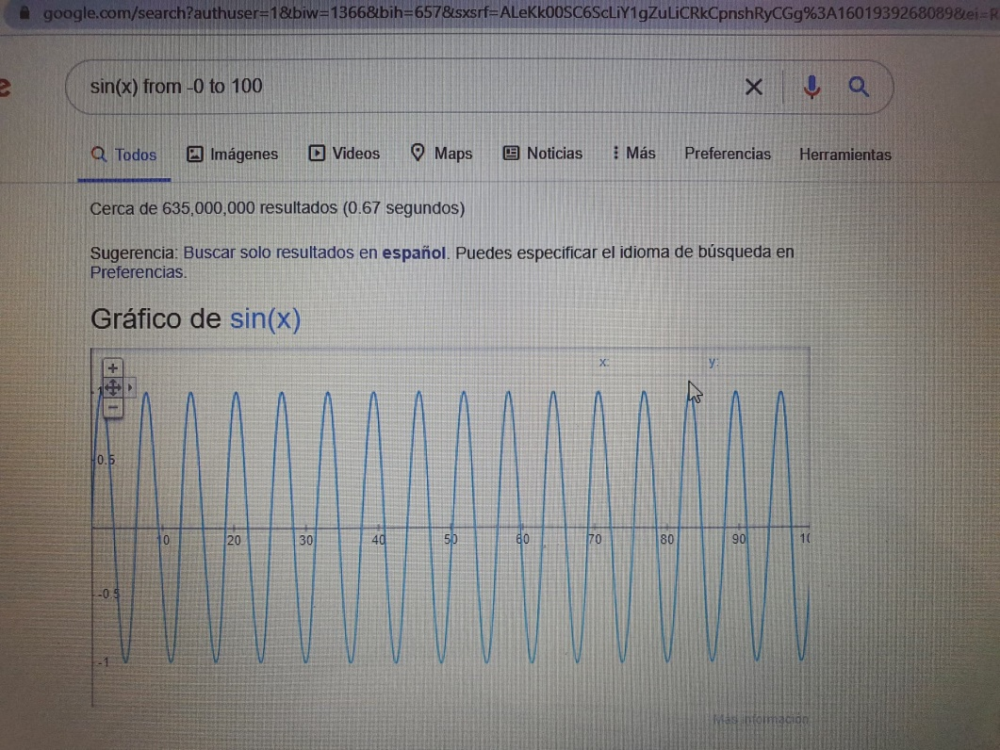 google.com/search?authuser=1&biw=1366&bih=657&sxsrf=ALeKk00SC6ScLiY1gZuLiCRkCpnshRyCGg%3A1601939268089&ei=R
e
sin(x) from -0 to 100
Todos Imágenes Videos Maps Noticias Más Preferencias Herramientas
Cerca de 635,000,000 resultados (0.67 segundos)
Sugerencia: Buscar solo resultados en español. Puedes especificar el idioma de búsqueda en
Preferencias.
Gráfico de sin(x)
x: y:
1
0.5
10 20 30 40 50 60 70 80 90 10
-0.5
-1
Más información